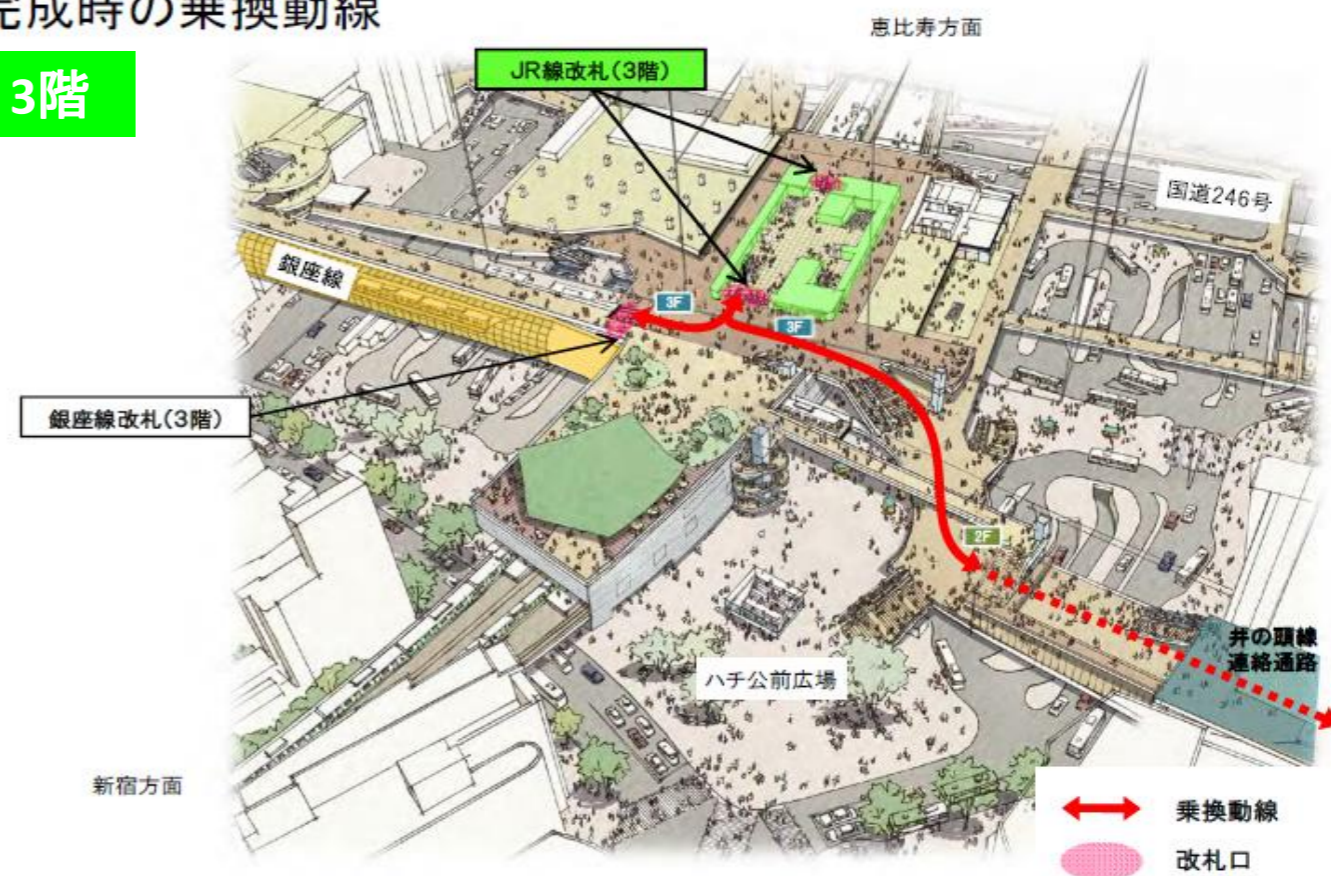 完成時の乗換動線
恵比寿方面
3階
JR線改札(3階)
国道246号
銀座線
3F
3F
銀座線改札(3階)
2F
井の頭線
連絡通路
ハチ公前広場
新宿方面
乗換動線
改札口